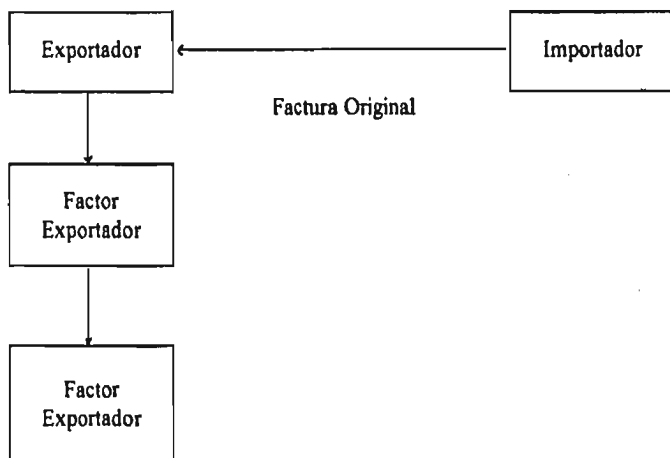 Exportador
Importador
Factura Original
Factor
Exportador
Factor
Exportador